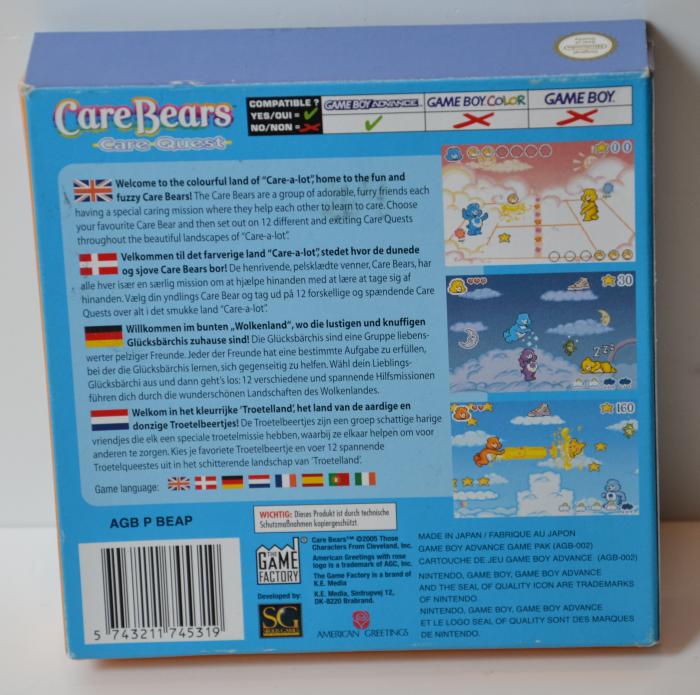 CareBears
Care Quest
COMPATIBLE ? GAME BOY ADVANCE GAME BOY COLOR GAME BOY
YES/OUI =
NO/NON =
00
Welcome to the colourful land of "Care-a-lot", home to the fun and
fuzzy Care Bears! The Care Bears are a group of adorable, furry friends each
having a special caring mission where they help each other to learn to care. Choose
your favourite Care Bear and then set out on 12 different and exciting Care Quests
throughout the beautiful landscapes of "Care-a-lot".
Velkommen til det farverige land "Care-a-lot", stedet hvor de dunede
og sjove Care Bears bor! De henrivende, pelsklædte venner, Care Bears, har
alle hver især en særlig mission om at hjælpe hinanden med at lære at tage sig af
hinanden. Vælg din yndlings Care Bear og tag ud på 12 forskellige og spændende Care
Quests over alt i det smukke land "Care-a-lot".
30
zzz
Willkommen im bunten „Wolkenland", wo die lustigen und knuffigen
Glücksbärchis zuhause sind! Die Glücksbärchis sind eine Gruppe liebens-
werter pelziger Freunde. Jeder der Freunde hat eine bestimmte Aufgabe zu erfüllen,
bei der die Glücksbärchis lernen, sich gegenseitig zu helfen. Wähl dein Lieblings-
Glücksbärchi aus und dann geht's los: 12 verschiedene und spannende Hilfsmissionen
führen dich durch die wunderschönen Landschaften des Wolkenlandes.
160
Welkom in het kleurrijke 'Troetelland', het land van de aardige en
donzige Troetelbeertjes! De Troetelbeertjes zijn een groep schattige harige
vriendjes die elk een speciale troetelmissie hebben, waarbij ze elkaar helpen om voor
anderen te zorgen. Kies je favoriete Troetelbeertje en voer 12 spannende
Troetelqueestes uit in het schitterende landschap van 'Troetelland'.
Game language:
AGB P BEAP
WICHTIG: Dieses Produkt ist durch technische
Schutzmaßnahmen kopiergeschützt.
5 743211 745319
THE
GAME
FACTORY
Developed by:
SG
Care Bears™ ©2005 Those
Characters From Cleveland, Inc.
American Greetings with rose
logo is a trademark of AGC, Inc.
The Game Factory is a brand of
K.E. Media
K.E. Media, Sintrupvej 12,
DK-8220 Brabrand.
AMERICAN GREETINGS
MADE IN JAPAN / FABRIQUE AU JAPON
GAME BOY ADVANCE GAME PAK (AGB-002)
CARTOUCHE DE JEU GAME BOY ADVANCE (AGB-002)
NINTENDO, GAME BOY, GAME BOY ADVANCE
AND THE SEAL OF QUALITY ICON ARE TRADEMARKS
OF NINTENDO.
NINTENDO, GAME BOY, GAME BOY ADVANCE
ET LE LOGO SEAL OF QUALITY SONT DES MARQUES
DE NINTENDO.